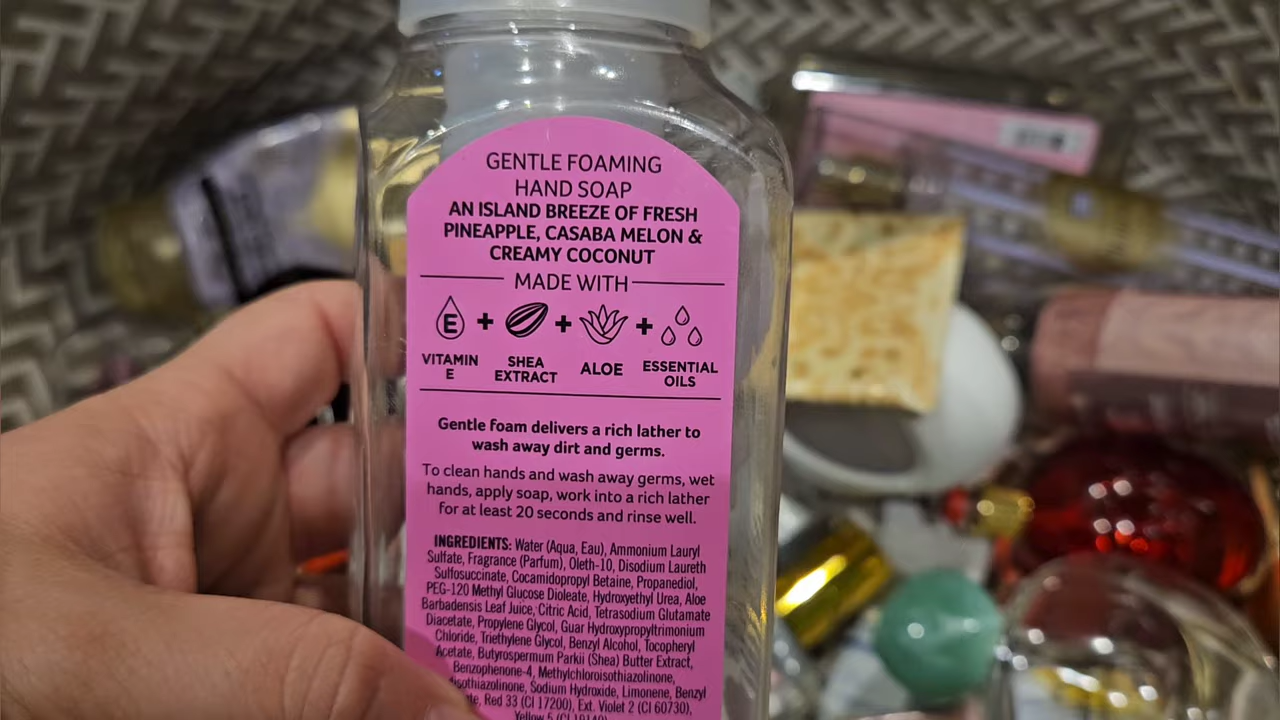 GENTLE FOAMING
HAND SOAP
AN ISLAND BREEZE OF FRESH
PINEAPPLE, CASABA MELON &
CREAMY COCONUT
MADE WITH
E
VITAMIN
E
SHEA
EXTRACT
ALOE
ESSENTIAL
OILS
Gentle foam delivers a rich lather to
wash away dirt and germs.
To clean hands and wash away germs, wet
hands, apply soap, work into a rich lather
for at least 20 seconds and rinse well.
INGREDIENTS: Water (Aqua, Eau), Ammonium Lauryl
Sulfate, Fragrance (Parfum), Oleth-10, Disodium Laureth
Sulfosuccinate, Cocamidopropyl Betaine, Propanediol,
PEG-120 Methyl Glucose Dioleate, Hydroxyethyl Urea, Aloe
Barbadensis Leaf Juice, Citric Acid, Tetrasodium Glutamate
Diacetate, Propylene Glycol, Guar Hydroxypropyltrimonium
Chloride, Triethylene Glycol, Benzyl Alcohol, Tocopheryl
Acetate, Butyrospermum Parkii (Shea) Butter Extract,
Benzophenone-4, Methylchloroisothiazolinone,
isothiazolinone, Sodium Hydroxide, Limonene, Benzyl
Red 33 (CI 17200), Ext. Violet 2 (CI 60730),
Yellow 5 (CI 19140)